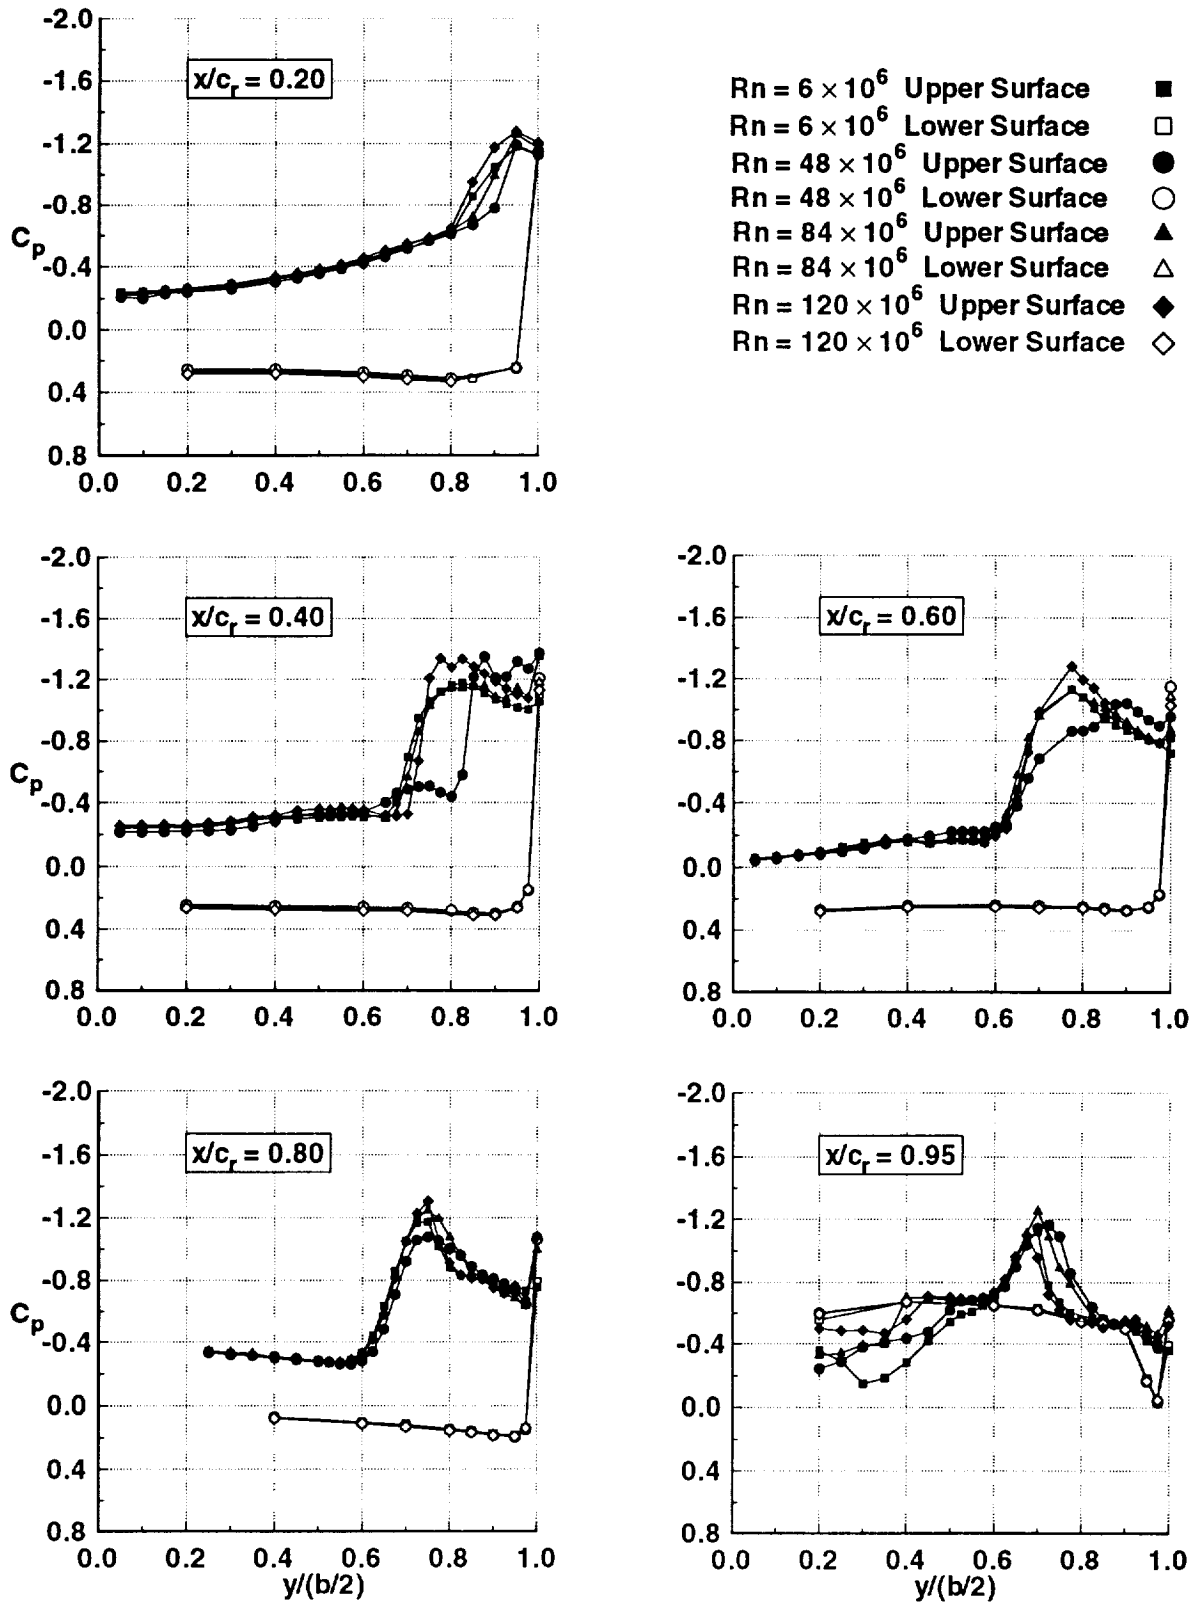 -2.0
-1.6
-1.2
-0.8
-0.4
0.0
0.4
0.8
C_p
x/c_r = 0.20
0.0 0.2 0.4 0.6 0.8 1.0
Rn = 6 × 10^6 Upper Surface
Rn = 6 × 10^6 Lower Surface
Rn = 48 × 10^6 Upper Surface
Rn = 48 × 10^6 Lower Surface
Rn = 84 × 10^6 Upper Surface
Rn = 84 × 10^6 Lower Surface
Rn = 120 × 10^6 Upper Surface
Rn = 120 × 10^6 Lower Surface
-2.0
-1.6
-1.2
-0.8
-0.4
0.0
0.4
0.8
C_p
x/c_r = 0.40
0.0 0.2 0.4 0.6 0.8 1.0
-2.0
-1.6
-1.2
-0.8
-0.4
0.0
0.4
0.8
x/c_r = 0.60
0.0 0.2 0.4 0.6 0.8 1.0
-2.0
-1.6
-1.2
-0.8
-0.4
0.0
0.4
0.8
C_p
x/c_r = 0.80
0.0 0.2 0.4 0.6 0.8 1.0
y/(b/2)
-2.0
-1.6
-1.2
-0.8
-0.4
0.0
0.4
0.8
x/c_r = 0.95
0.0 0.2 0.4 0.6 0.8 1.0
y/(b/2)